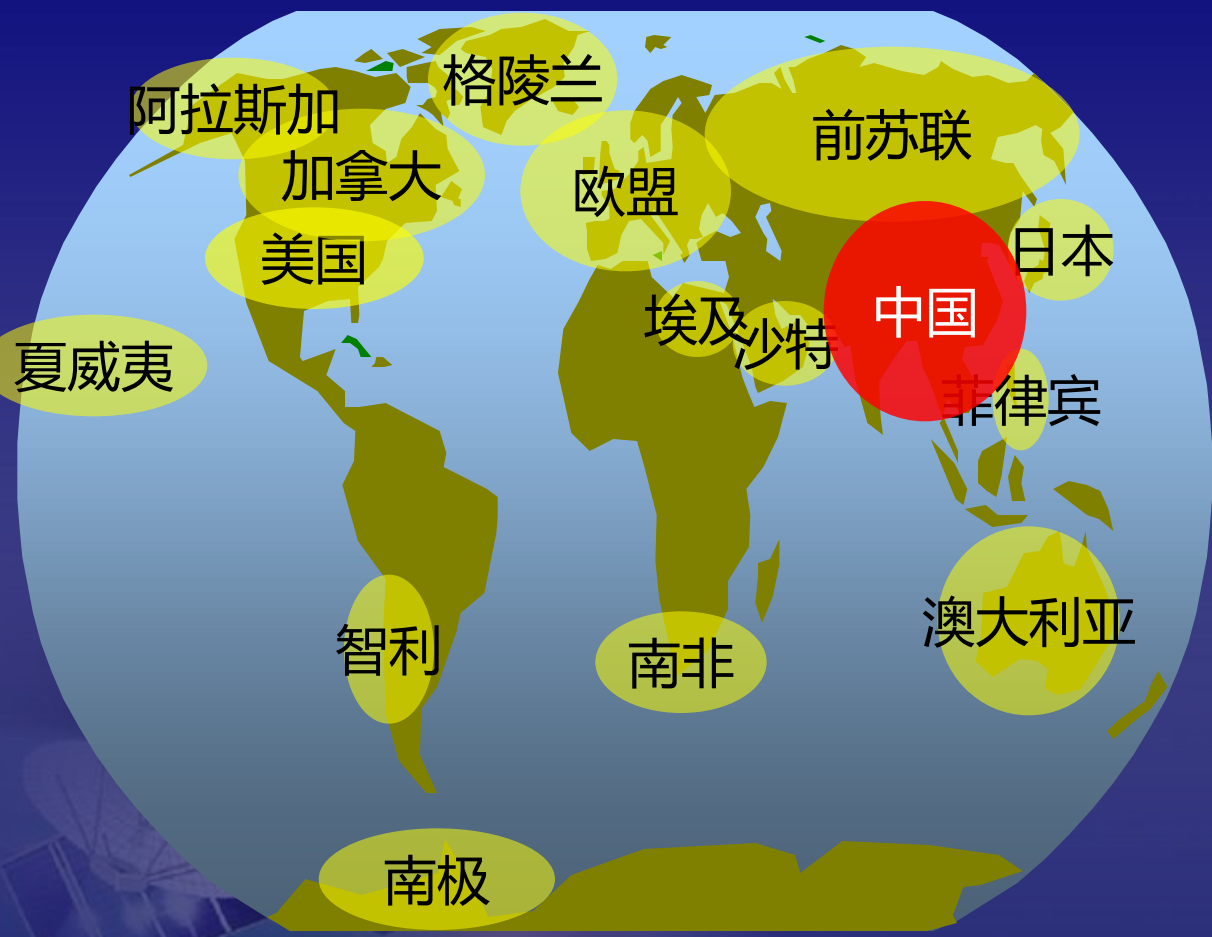 格陵兰
阿拉斯加
前苏联
加拿大
欧盟
美国
日本
中国
埃及
沙特
夏威夷
菲律宾
澳大利亚
智利
南非
南极